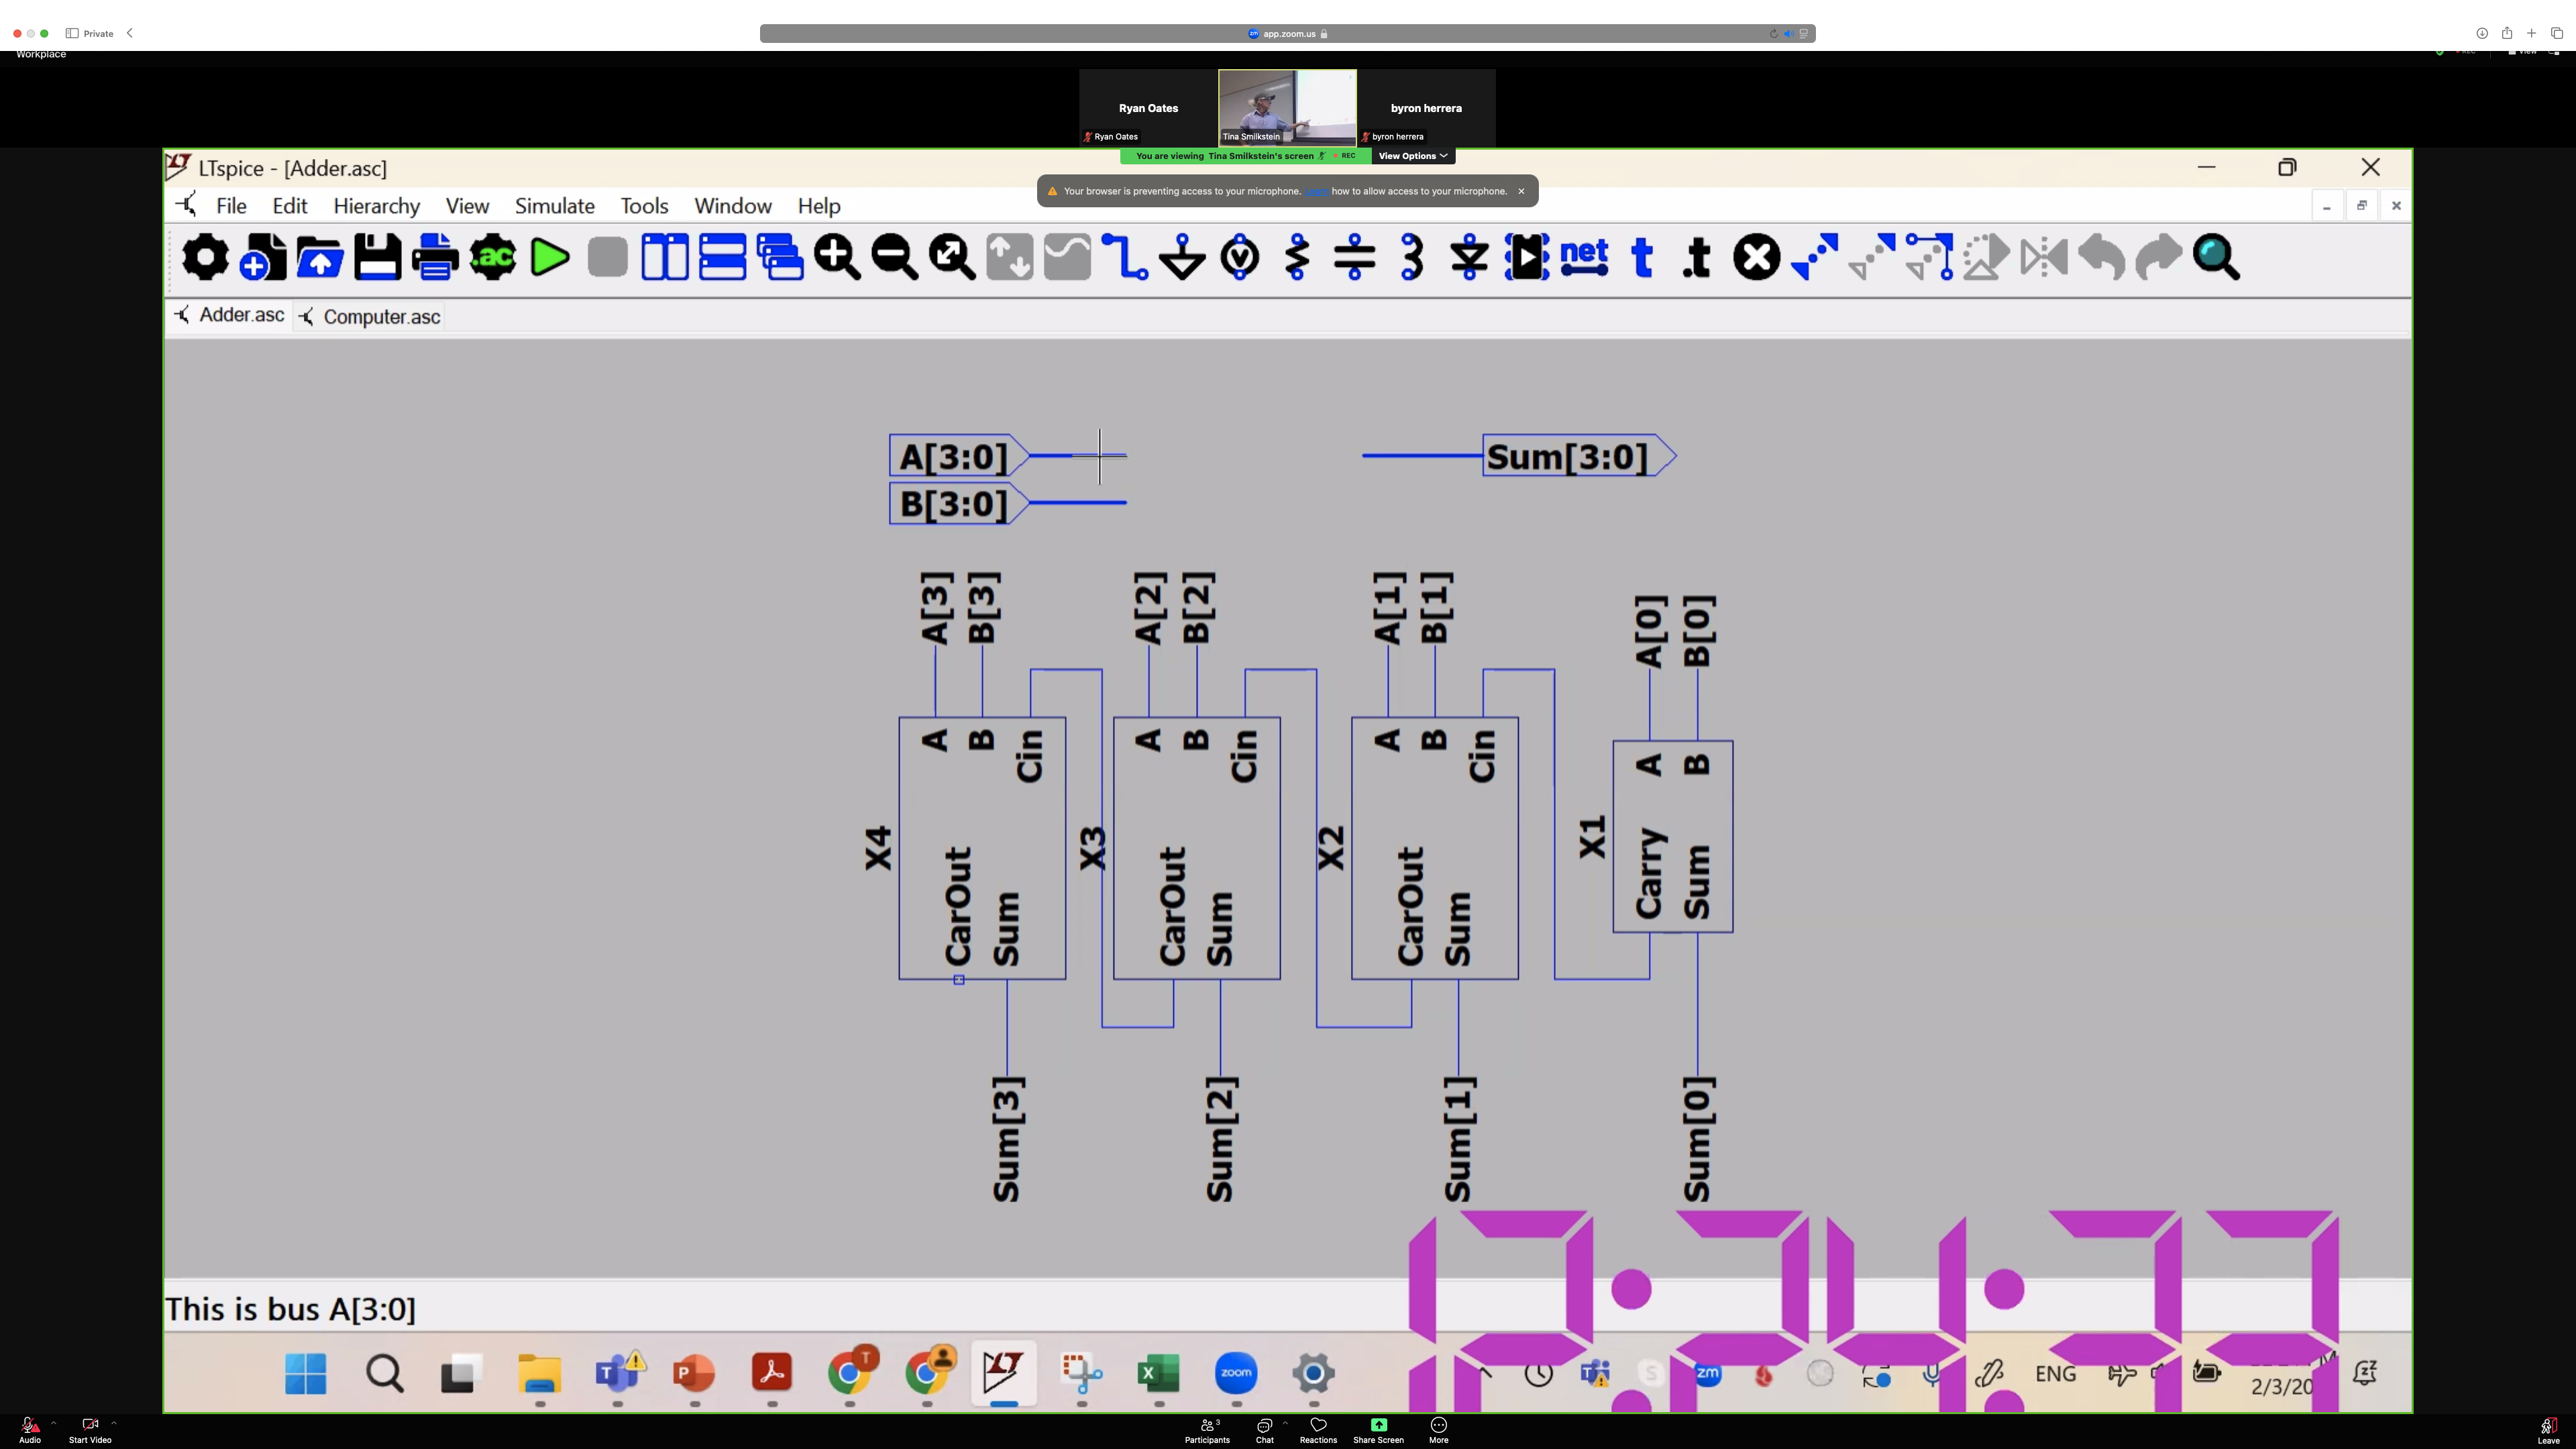 Private
app.zoom.us
Workplace
Ryan Oates
byron herrera
Ryan Oates
Tina Smilkstein
byron herrera
You are viewing Tina Smilkstein's screen
REC
View Options
LTspice - [Adder.asc]
Your browser is preventing access to your microphone. Learn how to allow access to your microphone.
File Edit Hierarchy View Simulate Tools Window Help
.ac
net
t
.t
Adder.asc
Computer.asc
A[3:0]
Sum[3:0]
B[3:0]
A[3] B[3] A[2] B[2] A[1] B[1] A[0] B[0]
A B Cin A B Cin A B Cin A B
X4 X3 X2 X1
CarOut Sum CarOut Sum CarOut Sum Carry Sum
Sum[3] Sum[2] Sum[1] Sum[0]
This is bus A[3:0]
zoom
zm
ENG
2/3/20
Audio
Start Video
3
Participants
Chat
Reactions
Share Screen
More
Leave